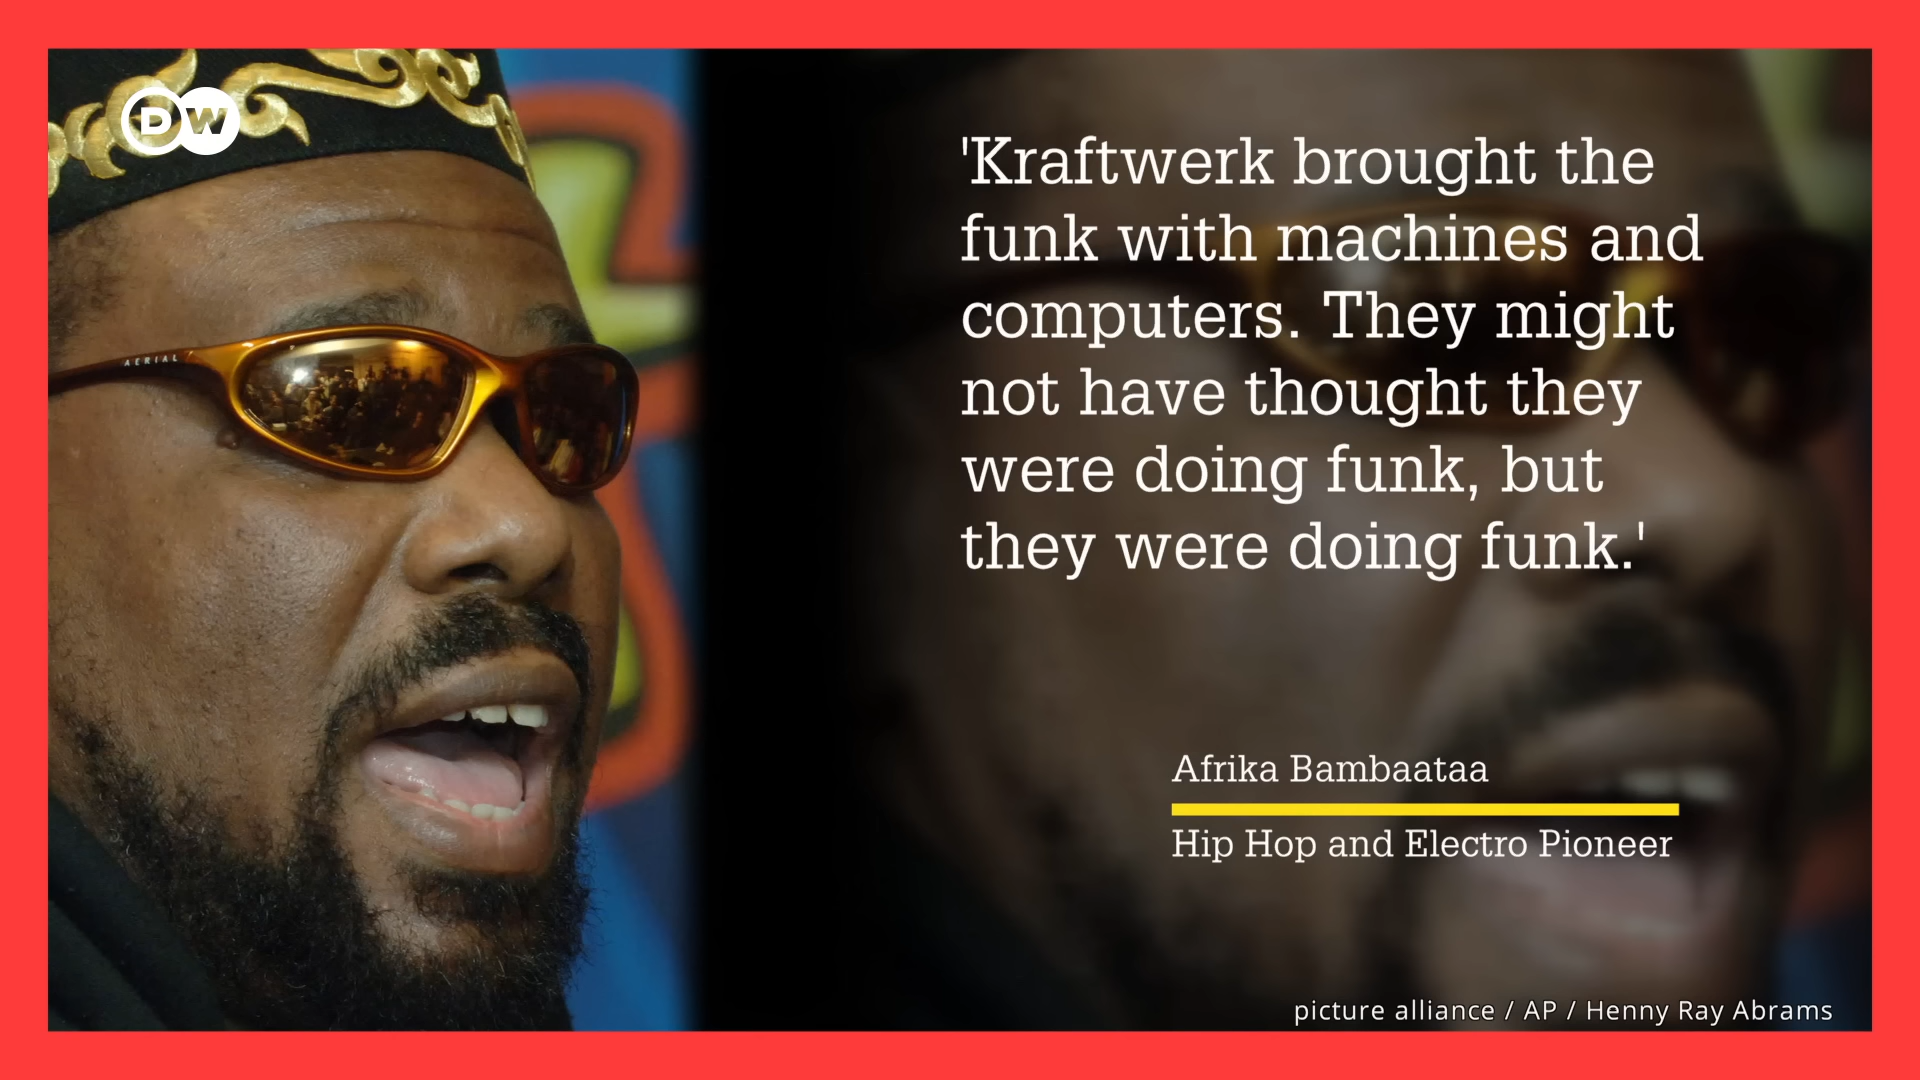 DW
AERIAL
'Kraftwerk brought the
funk with machines and
computers. They might
not have thought they
were doing funk, but
they were doing funk.'
Afrika Bambaataa
Hip Hop and Electro Pioneer
picture alliance / AP / Henny Ray Abrams